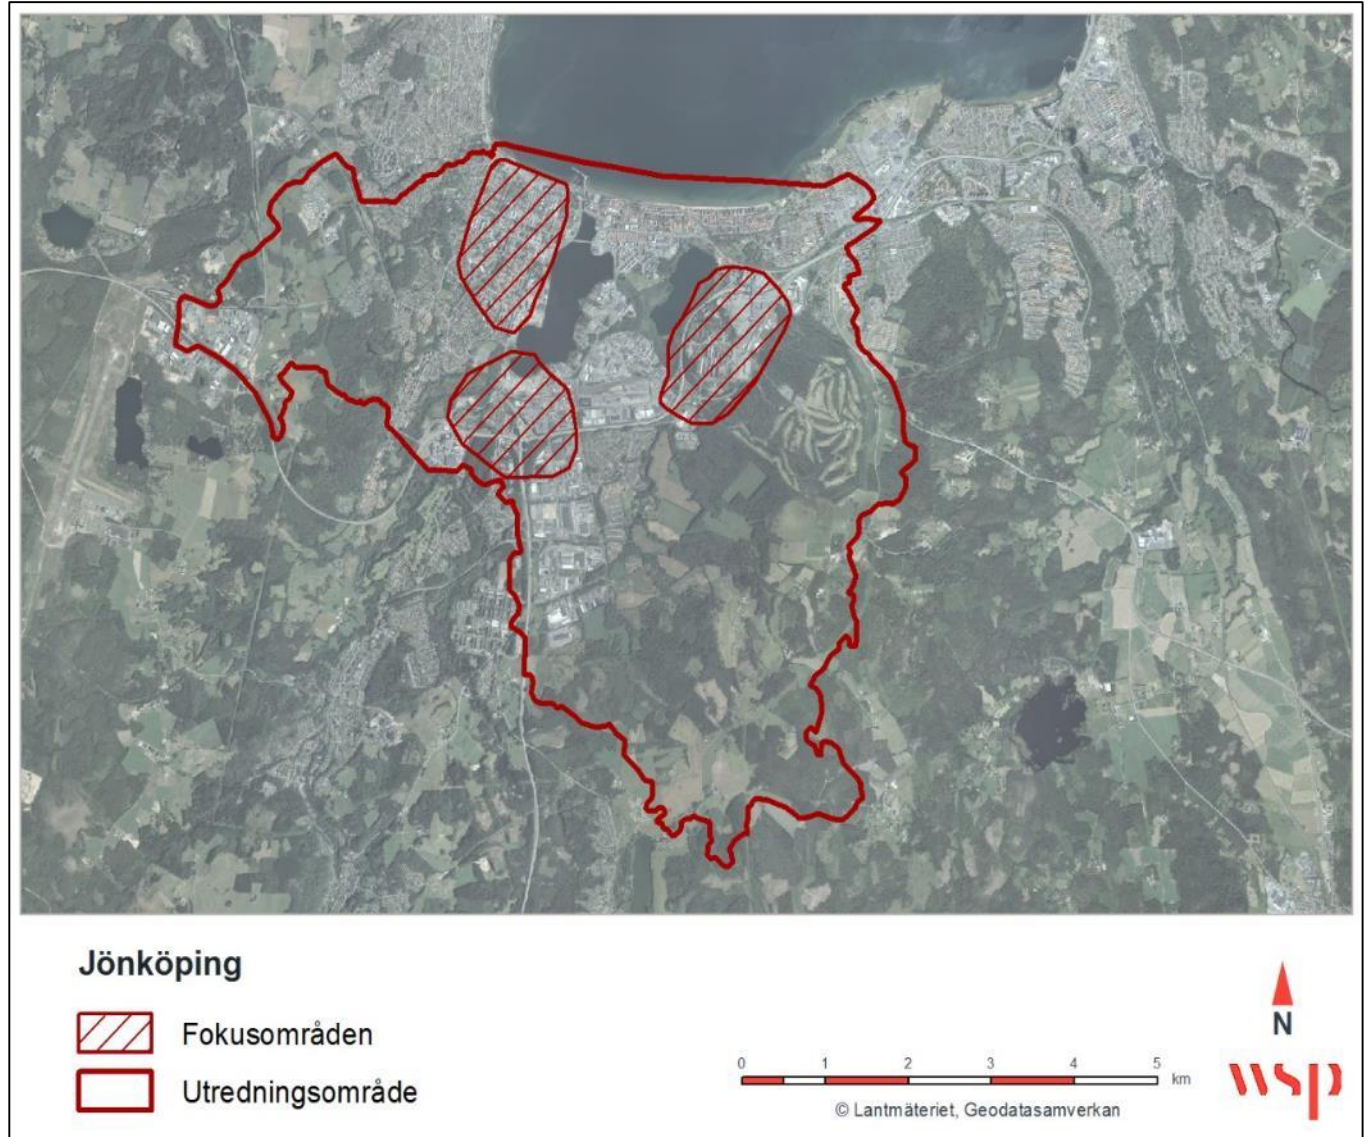 Jönköping
Fokusområden
Utredningsområde
N
0 1 2 3 4 5 km
© Lantmäteriet, Geodatasamverkan
wsp